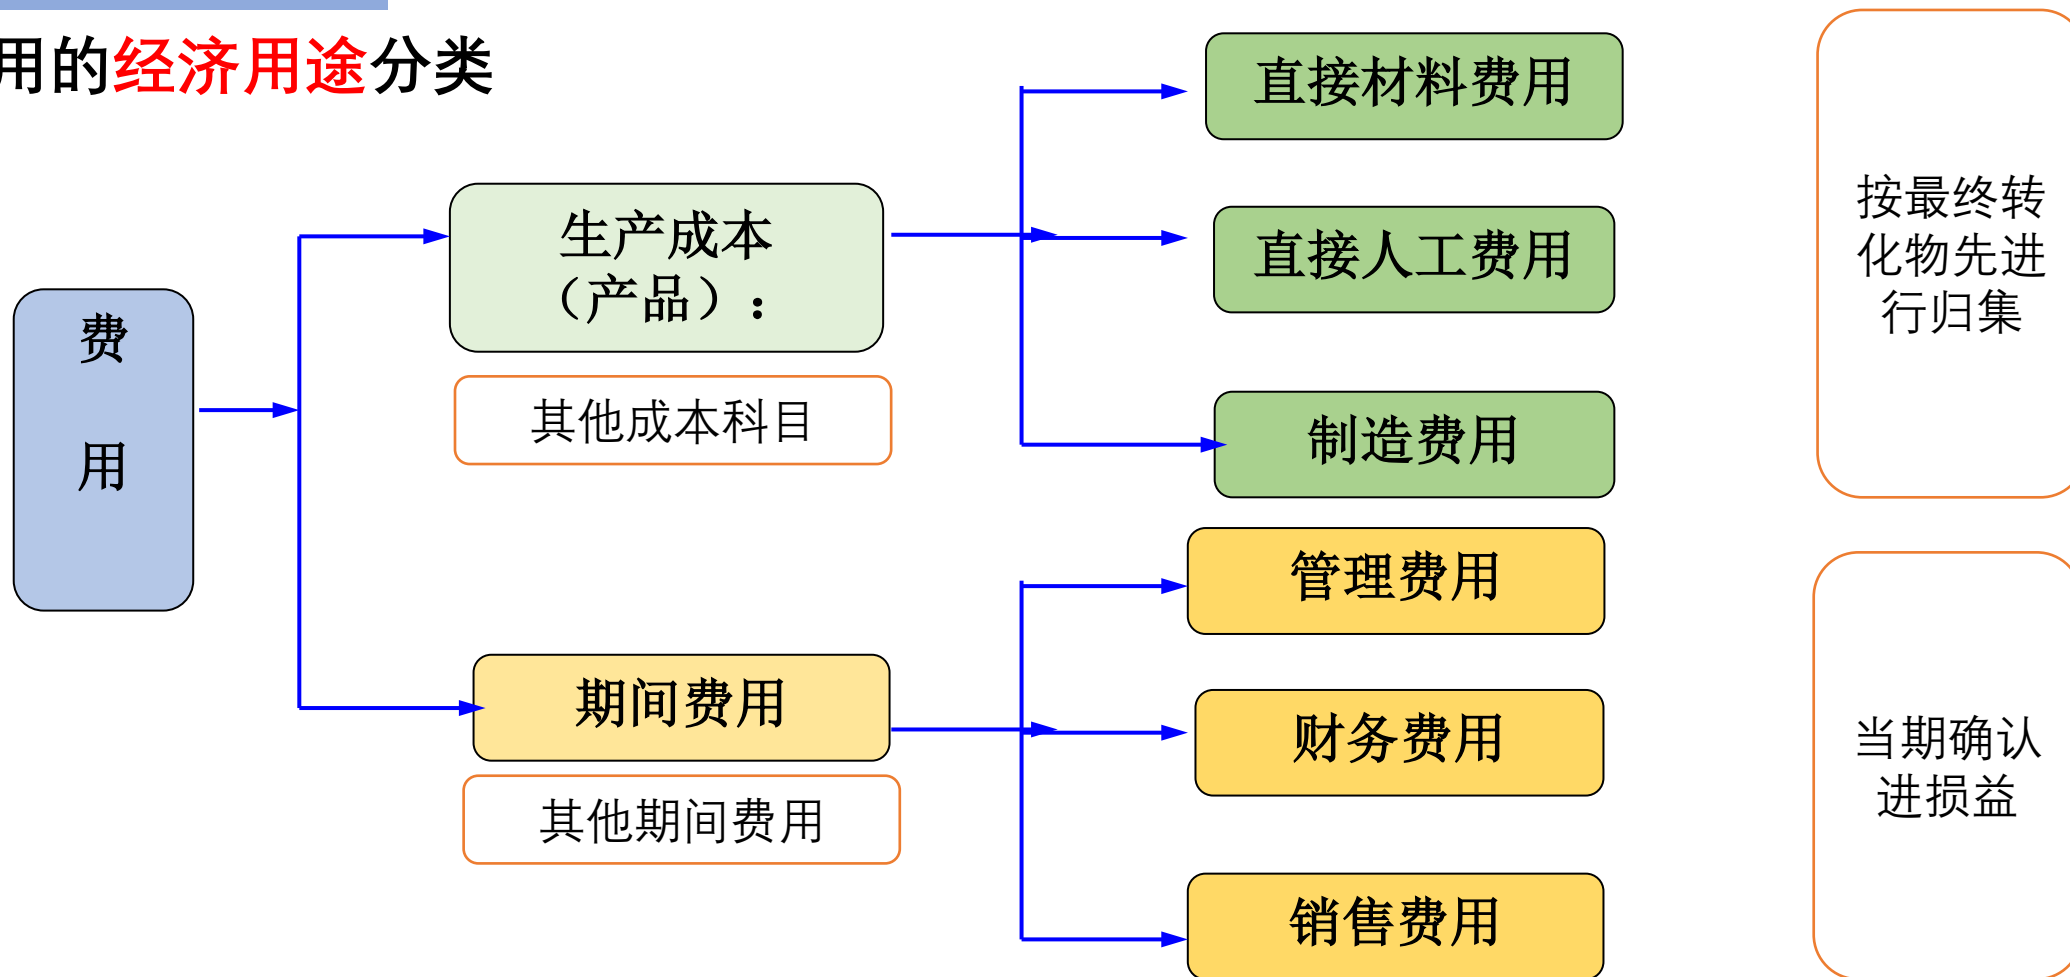 用的经济用途分类
费
用
生产成本
（产品）：
其他成本科目
期间费用
其他期间费用
直接材料费用
直接人工费用
制造费用
管理费用
财务费用
销售费用
按最终转
化物先进
行归集
当期确认
进损益